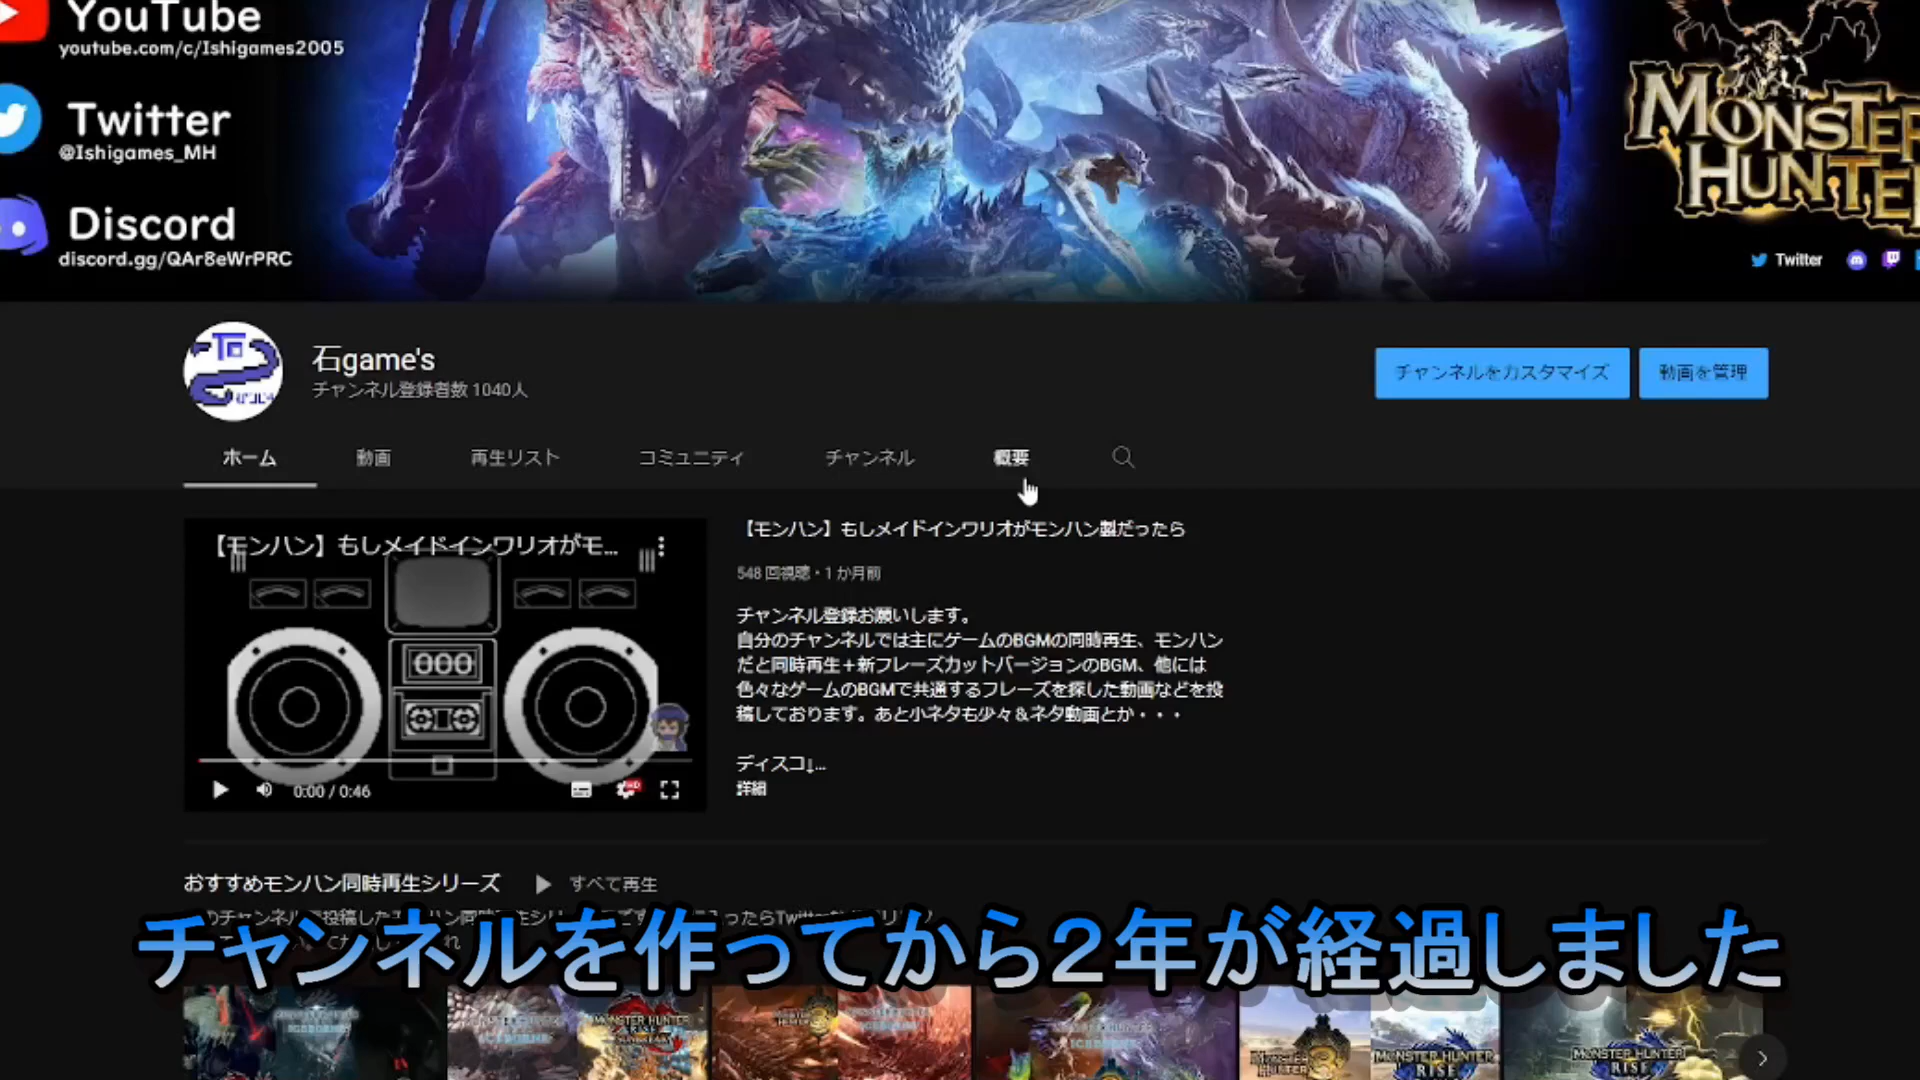 YouTube
youtube.com/c/Ishigames2005
Twitter
@Ishigames_MH
Discord
discord.gg/QAr8eWrPRC
MONSTER
HUNTER
Twitter
石game's
チャンネル登録者数 1040人
チャンネルをカスタマイズ
動画を管理
ホーム
動画
再生リスト
コミュニティ
チャンネル
概要
【モンハン】もしメイドインワリオがモ...
000
0:00 / 0:46
【モンハン】もしメイドインワリオがモンハン製だったら
548 回視聴・1 か月前
チャンネル登録お願いします。
自分のチャンネルでは主にゲームのBGMの同時再生、モンハン
だと同時再生＋新フレーズカットバージョンのBGM、他には
色々なゲームのBGMで共通するフレーズを探した動画などを投
稿しております。あと小ネタも少々＆ネタ動画とか・・・
ディスコ↓...
詳細
おすすめモンハン同時再生シリーズ
すべて再生
チャンネルを作ってから2年が経過しました
ICEBORNE
MONSTER HUNTER
RISE
SUNBREAK
ICEBORNE
MONSTER HUNTER
RISE
MONSTER HUNTER
RISE